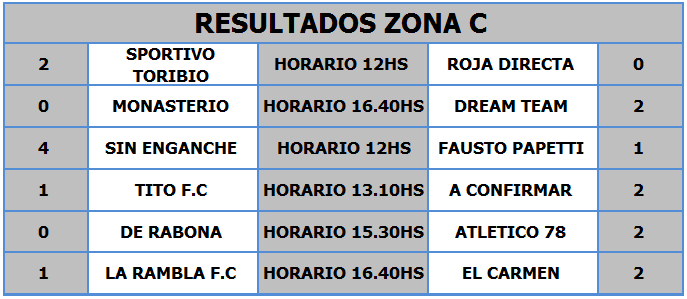 RESULTADOS ZONA C
2 SPORTIVO TORIBIO HORARIO 12HS ROJA DIRECTA 0
0 MONASTERIO HORARIO 16.40HS DREAM TEAM 2
4 SIN ENGANCHE HORARIO 12HS FAUSTO PAPETTI 1
1 TITO F.C HORARIO 13.10HS A CONFIRMAR 2
0 DE RABONA HORARIO 15.30HS ATLETICO 78 2
1 LA RAMBLA F.C HORARIO 16.40HS EL CARMEN 2